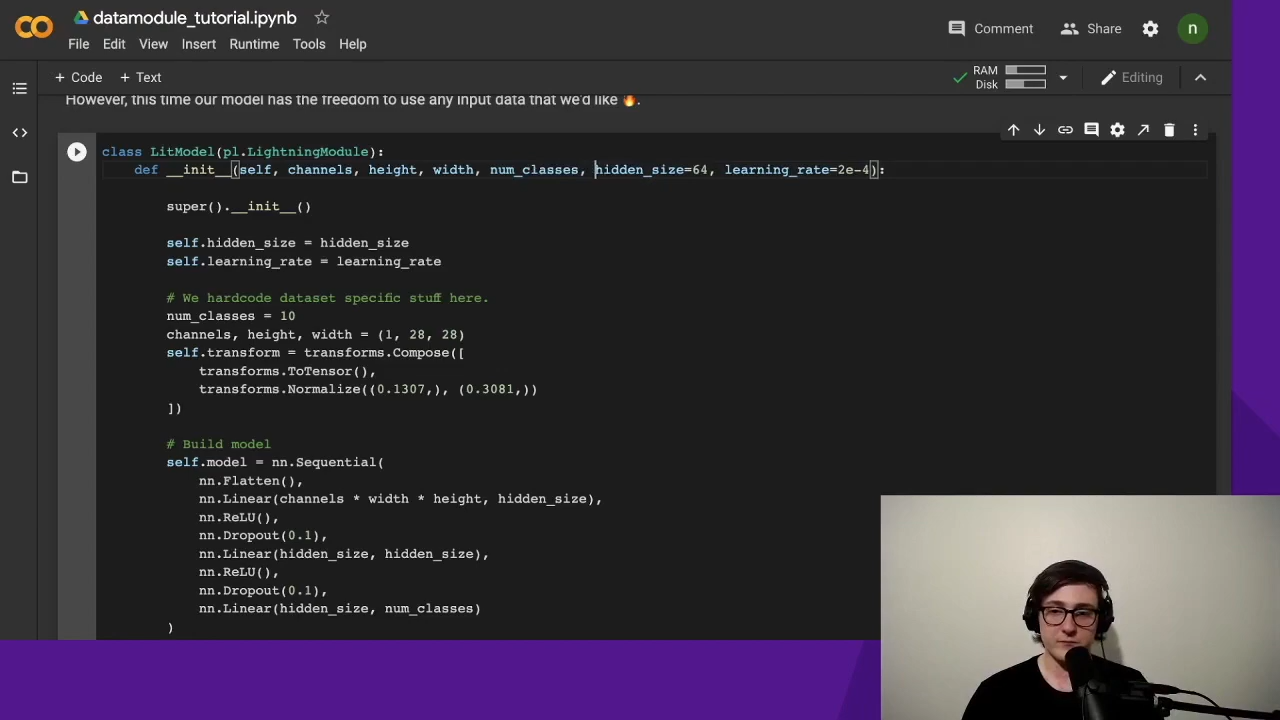 datamodule_tutorial.ipynb
File Edit View Insert Runtime Tools Help
Comment Share n
+ Code + Text
RAM
Disk
Editing
However, this time our model has the freedom to use any input data that we'd like 🔥.
class LitModel(pl.LightningModule):
    def __init__(self, channels, height, width, num_classes, hidden_size=64, learning_rate=2e-4):
        super().__init__()
        self.hidden_size = hidden_size
        self.learning_rate = learning_rate
        # We hardcode dataset specific stuff here.
        num_classes = 10
        channels, height, width = (1, 28, 28)
        self.transform = transforms.Compose([
            transforms.ToTensor(),
            transforms.Normalize((0.1307,), (0.3081,))
        ])
        # Build model
        self.model = nn.Sequential(
            nn.Flatten(),
            nn.Linear(channels * width * height, hidden_size),
            nn.ReLU(),
            nn.Dropout(0.1),
            nn.Linear(hidden_size, hidden_size),
            nn.ReLU(),
            nn.Dropout(0.1),
            nn.Linear(hidden_size, num_classes)
        )